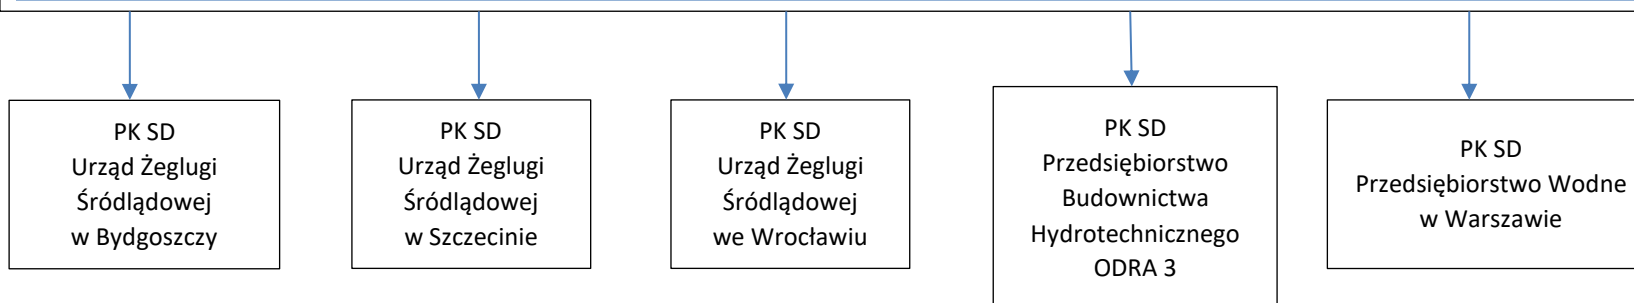 PK SD
Urząd Żeglugi
Śródlądowej
w Bydgoszczy
PK SD
Urząd Żeglugi
Śródlądowej
w Szczecinie
PK SD
Urząd Żeglugi
Śródlądowej
we Wrocławiu
PK SD
Przedsiębiorstwo
Budownictwa
Hydrotechnicznego
ODRA 3
PK SD
Przedsiębiorstwo Wodne
w Warszawie